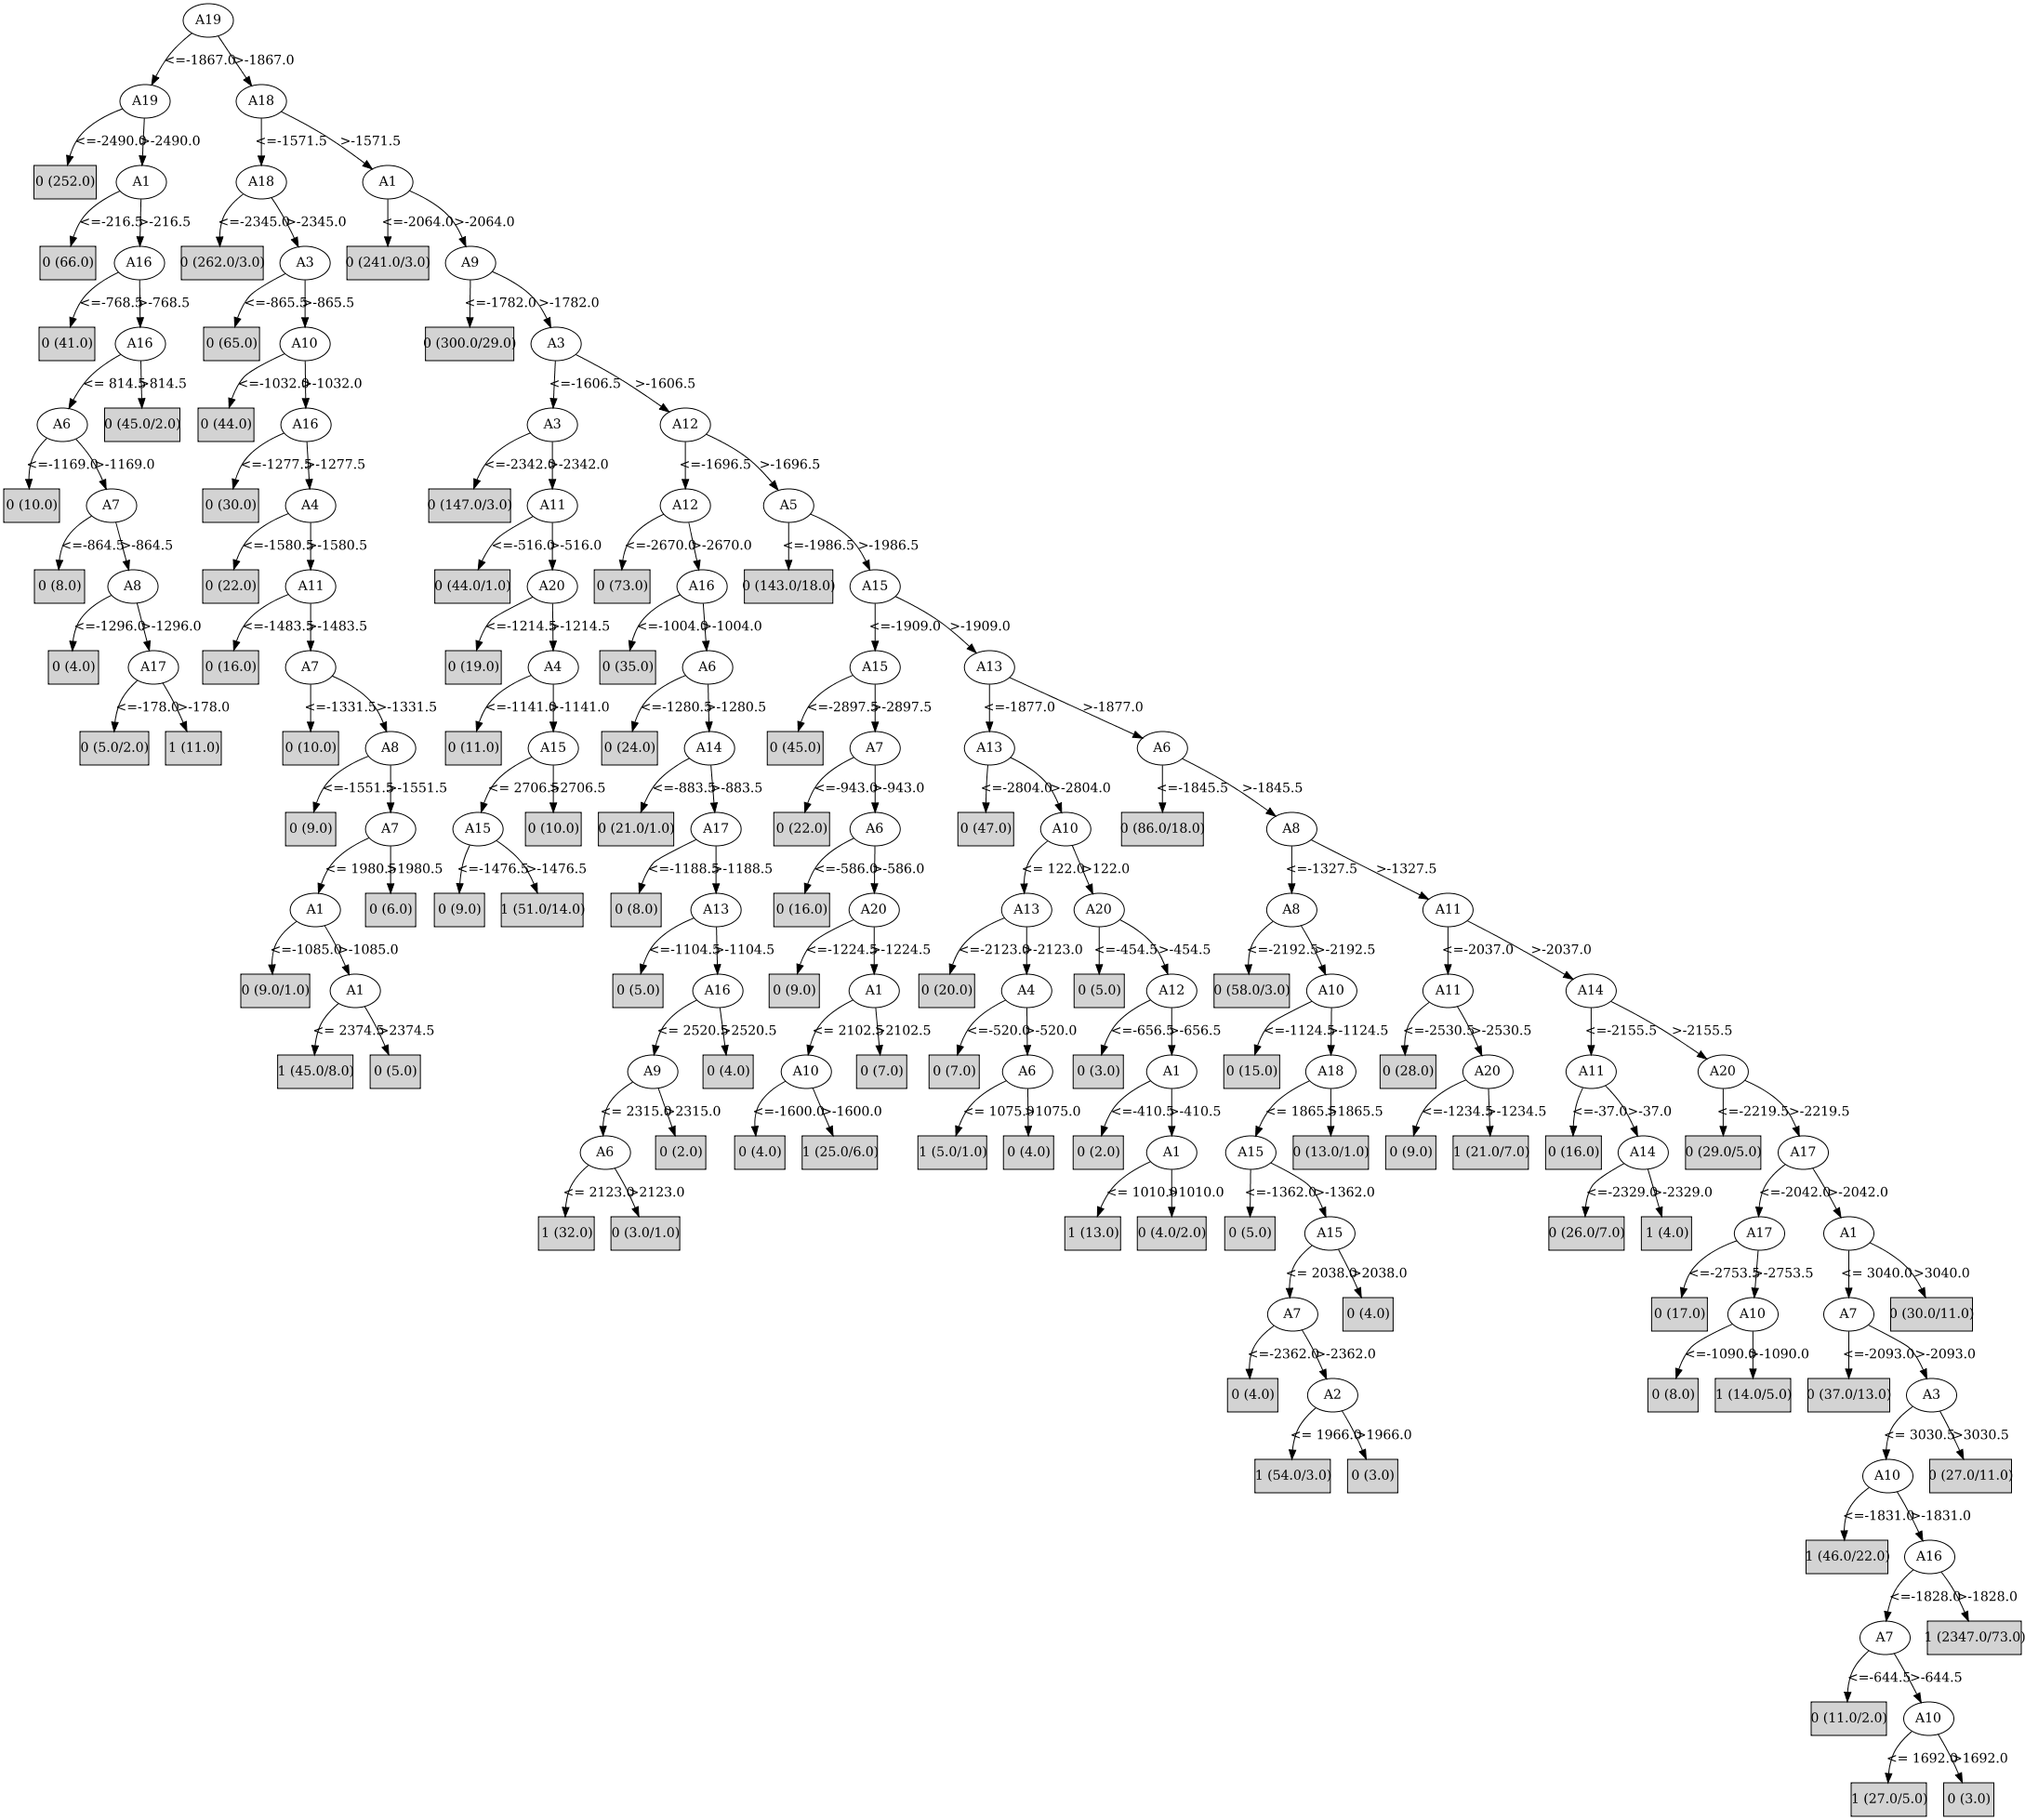 A19
<=-1867.0 >-1867.0
A19 A18
<=-2490.0 >-2490.0 <=-1571.5 >-1571.5
0 (252.0) A1 A18 A1
<=-216.5 >-216.5 <=-2345.0 >-2345.0 <=-2064.0 >-2064.0
0 (66.0) A16 0 (262.0/3.0) A3 0 (241.0/3.0) A9
<=-768.5 >-768.5 <=-865.5 >-865.5 <=-1782.0 >-1782.0
0 (41.0) A16 0 (65.0) A10 0 (300.0/29.0) A3
<= 814.5 >814.5 <=-1032.0 >-1032.0 <=-1606.5 >-1606.5
A6 0 (45.0/2.0) 0 (44.0) A16 A3 A12
<=-1169.0 >-1169.0 <=-1277.5 >-1277.5 <=-2342.0 >-2342.0 <=-1696.5 >-1696.5
0 (10.0) A7 0 (30.0) A4 0 (147.0/3.0) A11 A12 A5
<=-864.5 >-864.5 <=-1580.5 >-1580.5 <=-516.0 >-516.0 <=-2670.0 >-2670.0 <=-1986.5 >-1986.5
0 (8.0) A8 0 (22.0) A11 0 (44.0/1.0) A20 0 (73.0) A16 0 (143.0/18.0) A15
<=-1296.0 >-1296.0 <=-1483.5 >-1483.5 <=-1214.5 >-1214.5 <=-1004.0 >-1004.0 <=-1909.0 >-1909.0
0 (4.0) A17 0 (16.0) A7 0 (19.0) A4 0 (35.0) A6 A15 A13
<=-178.0 >-178.0 <=-1331.5 >-1331.5 <=-1141.0 >-1141.0 <=-1280.5 >-1280.5 <=-2897.5 >-2897.5 <=-1877.0 >-1877.0
0 (5.0/2.0) 1 (11.0) 0 (10.0) A8 0 (11.0) A15 0 (24.0) A14 0 (45.0) A7 A13 A6
<=-1551.5 >-1551.5 <= 2706.5 >2706.5 <=-883.5 >-883.5 <=-943.0 >-943.0 <=-2804.0 >-2804.0 <=-1845.5 >-1845.5
0 (9.0) A7 A15 0 (10.0) 0 (21.0/1.0) A17 0 (22.0) A6 0 (47.0) A10 0 (86.0/18.0) A8
<= 1980.5 >1980.5 <=-1476.5 >-1476.5 <=-1188.5 >-1188.5 <=-586.0 >-586.0 <= 122.0 >122.0 <=-1327.5 >-1327.5
A1 0 (6.0) 0 (9.0) 1 (51.0/14.0) 0 (8.0) A13 0 (16.0) A20 A13 A20 A8 A11
<=-1085.0 >-1085.0 <=-1104.5 >-1104.5 <=-1224.5 >-1224.5 <=-2123.0 >-2123.0 <=-454.5 >-454.5 <=-2192.5 >-2192.5 <=-2037.0 >-2037.0
0 (9.0/1.0) A1 0 (5.0) A16 0 (9.0) A1 0 (20.0) A4 0 (5.0) A12 0 (58.0/3.0) A10 A11 A14
<= 2374.5 >2374.5 <= 2520.5 >2520.5 <= 2102.5 >2102.5 <=-520.0 >-520.0 <=-656.5 >-656.5 <=-1124.5 >-1124.5 <=-2530.5 >-2530.5 <=-2155.5 >-2155.5
1 (45.0/8.0) 0 (5.0) A9 0 (4.0) A10 0 (7.0) 0 (7.0) A6 0 (3.0) A1 0 (15.0) A18 0 (28.0) A20 A11 A20
<= 2315.0 >2315.0 <=-1600.0 >-1600.0 <= 1075.0 >1075.0 <=-410.5 >-410.5 <= 1865.5 >1865.5 <=-1234.5 >-1234.5 <=-37.0 >-37.0 <=-2219.5 >-2219.5
A6 0 (2.0) 0 (4.0) 1 (25.0/6.0) 1 (5.0/1.0) 0 (4.0) 0 (2.0) A1 A15 0 (13.0/1.0) 0 (9.0) 1 (21.0/7.0) 0 (16.0) A14 0 (29.0/5.0) A17
<= 2123.0 >2123.0 <= 1010.0 >1010.0 <=-1362.0 >-1362.0 <=-2329.0 >-2329.0 <=-2042.0 >-2042.0
1 (32.0) 0 (3.0/1.0) 1 (13.0) 0 (4.0/2.0) 0 (5.0) A15 0 (26.0/7.0) 1 (4.0) A17 A1
<= 2038.0 >2038.0 <=-2753.5 >-2753.5 <= 3040.0 >3040.0
A7 0 (4.0) 0 (17.0) A10 A7 0 (30.0/11.0)
<=-2362.0 >-2362.0 <=-1090.0 >-1090.0 <=-2093.0 >-2093.0
0 (4.0) A2 0 (8.0) 1 (14.0/5.0) 0 (37.0/13.0) A3
<= 1966.0 >1966.0 <= 3030.5 >3030.5
1 (54.0/3.0) 0 (3.0) A10 0 (27.0/11.0)
<=-1831.0 >-1831.0
1 (46.0/22.0) A16
<=-1828.0 >-1828.0
A7 1 (2347.0/73.0)
<=-644.5 >-644.5
0 (11.0/2.0) A10
<= 1692.0 >1692.0
1 (27.0/5.0) 0 (3.0)